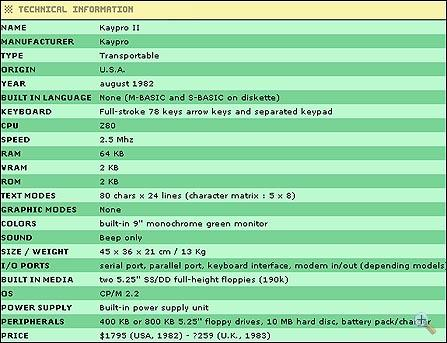 TECHNICAL INFORMATION
NAME Kaypro II
MANUFACTURER Kaypro
TYPE Transportable
ORIGIN U.S.A.
YEAR august 1982
BUILT IN LANGUAGE None (M-BASIC and S-BASIC on diskette)
KEYBOARD Full-stroke 78 keys arrow keys and separated keypad
CPU Z80
SPEED 2.5 Mhz
RAM 64 KB
VRAM 2 KB
ROM 2 KB
TEXT MODES 80 chars x 24 lines (character matrix : 5 x 8)
GRAPHIC MODES None
COLORS built-in 9" monochrome green monitor
SOUND Beep only
SIZE / WEIGHT 45 x 36 x 21 cm / 13 Kg
I/O PORTS serial port, parallel port, keyboard interface, modem in/out (depending models)
BUILT IN MEDIA two 5.25" SS/DD full-height floppies (190k)
OS CP/M 2.2
POWER SUPPLY Built-in power supply unit
PERIPHERALS 400 KB or 800 KB 5.25" floppy drives, 10 MB hard disc, battery pack/charger
PRICE $1795 (USA, 1982) - ?259 (U.K., 1983)